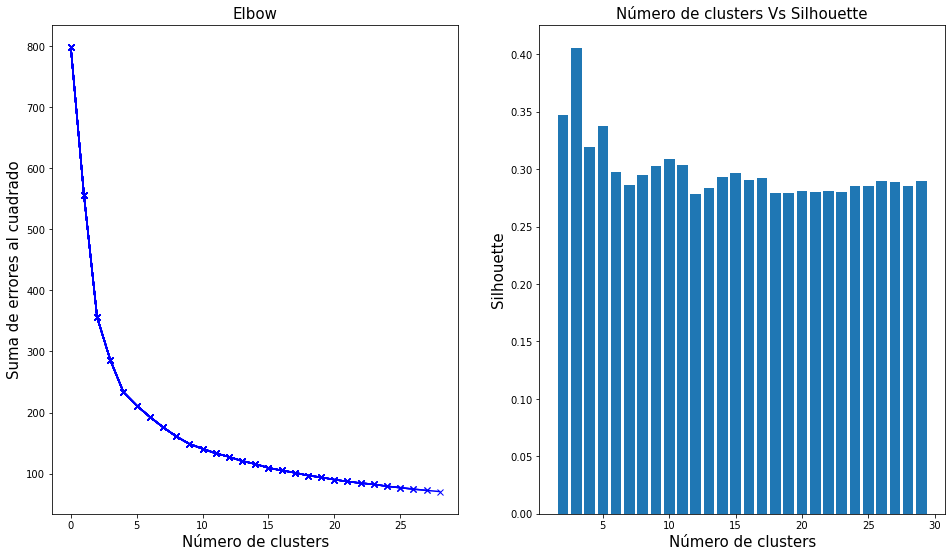 Elbow
800
700
600
500
400
300
200
100
Suma de errores al cuadrado
0 5 10 15 20 25
Número de clusters
Número de clusters Vs Silhouette
0.40
0.35
0.30
0.25
0.20
0.15
0.10
0.05
0.00
Silhouette
5 10 15 20 25 30
Número de clusters